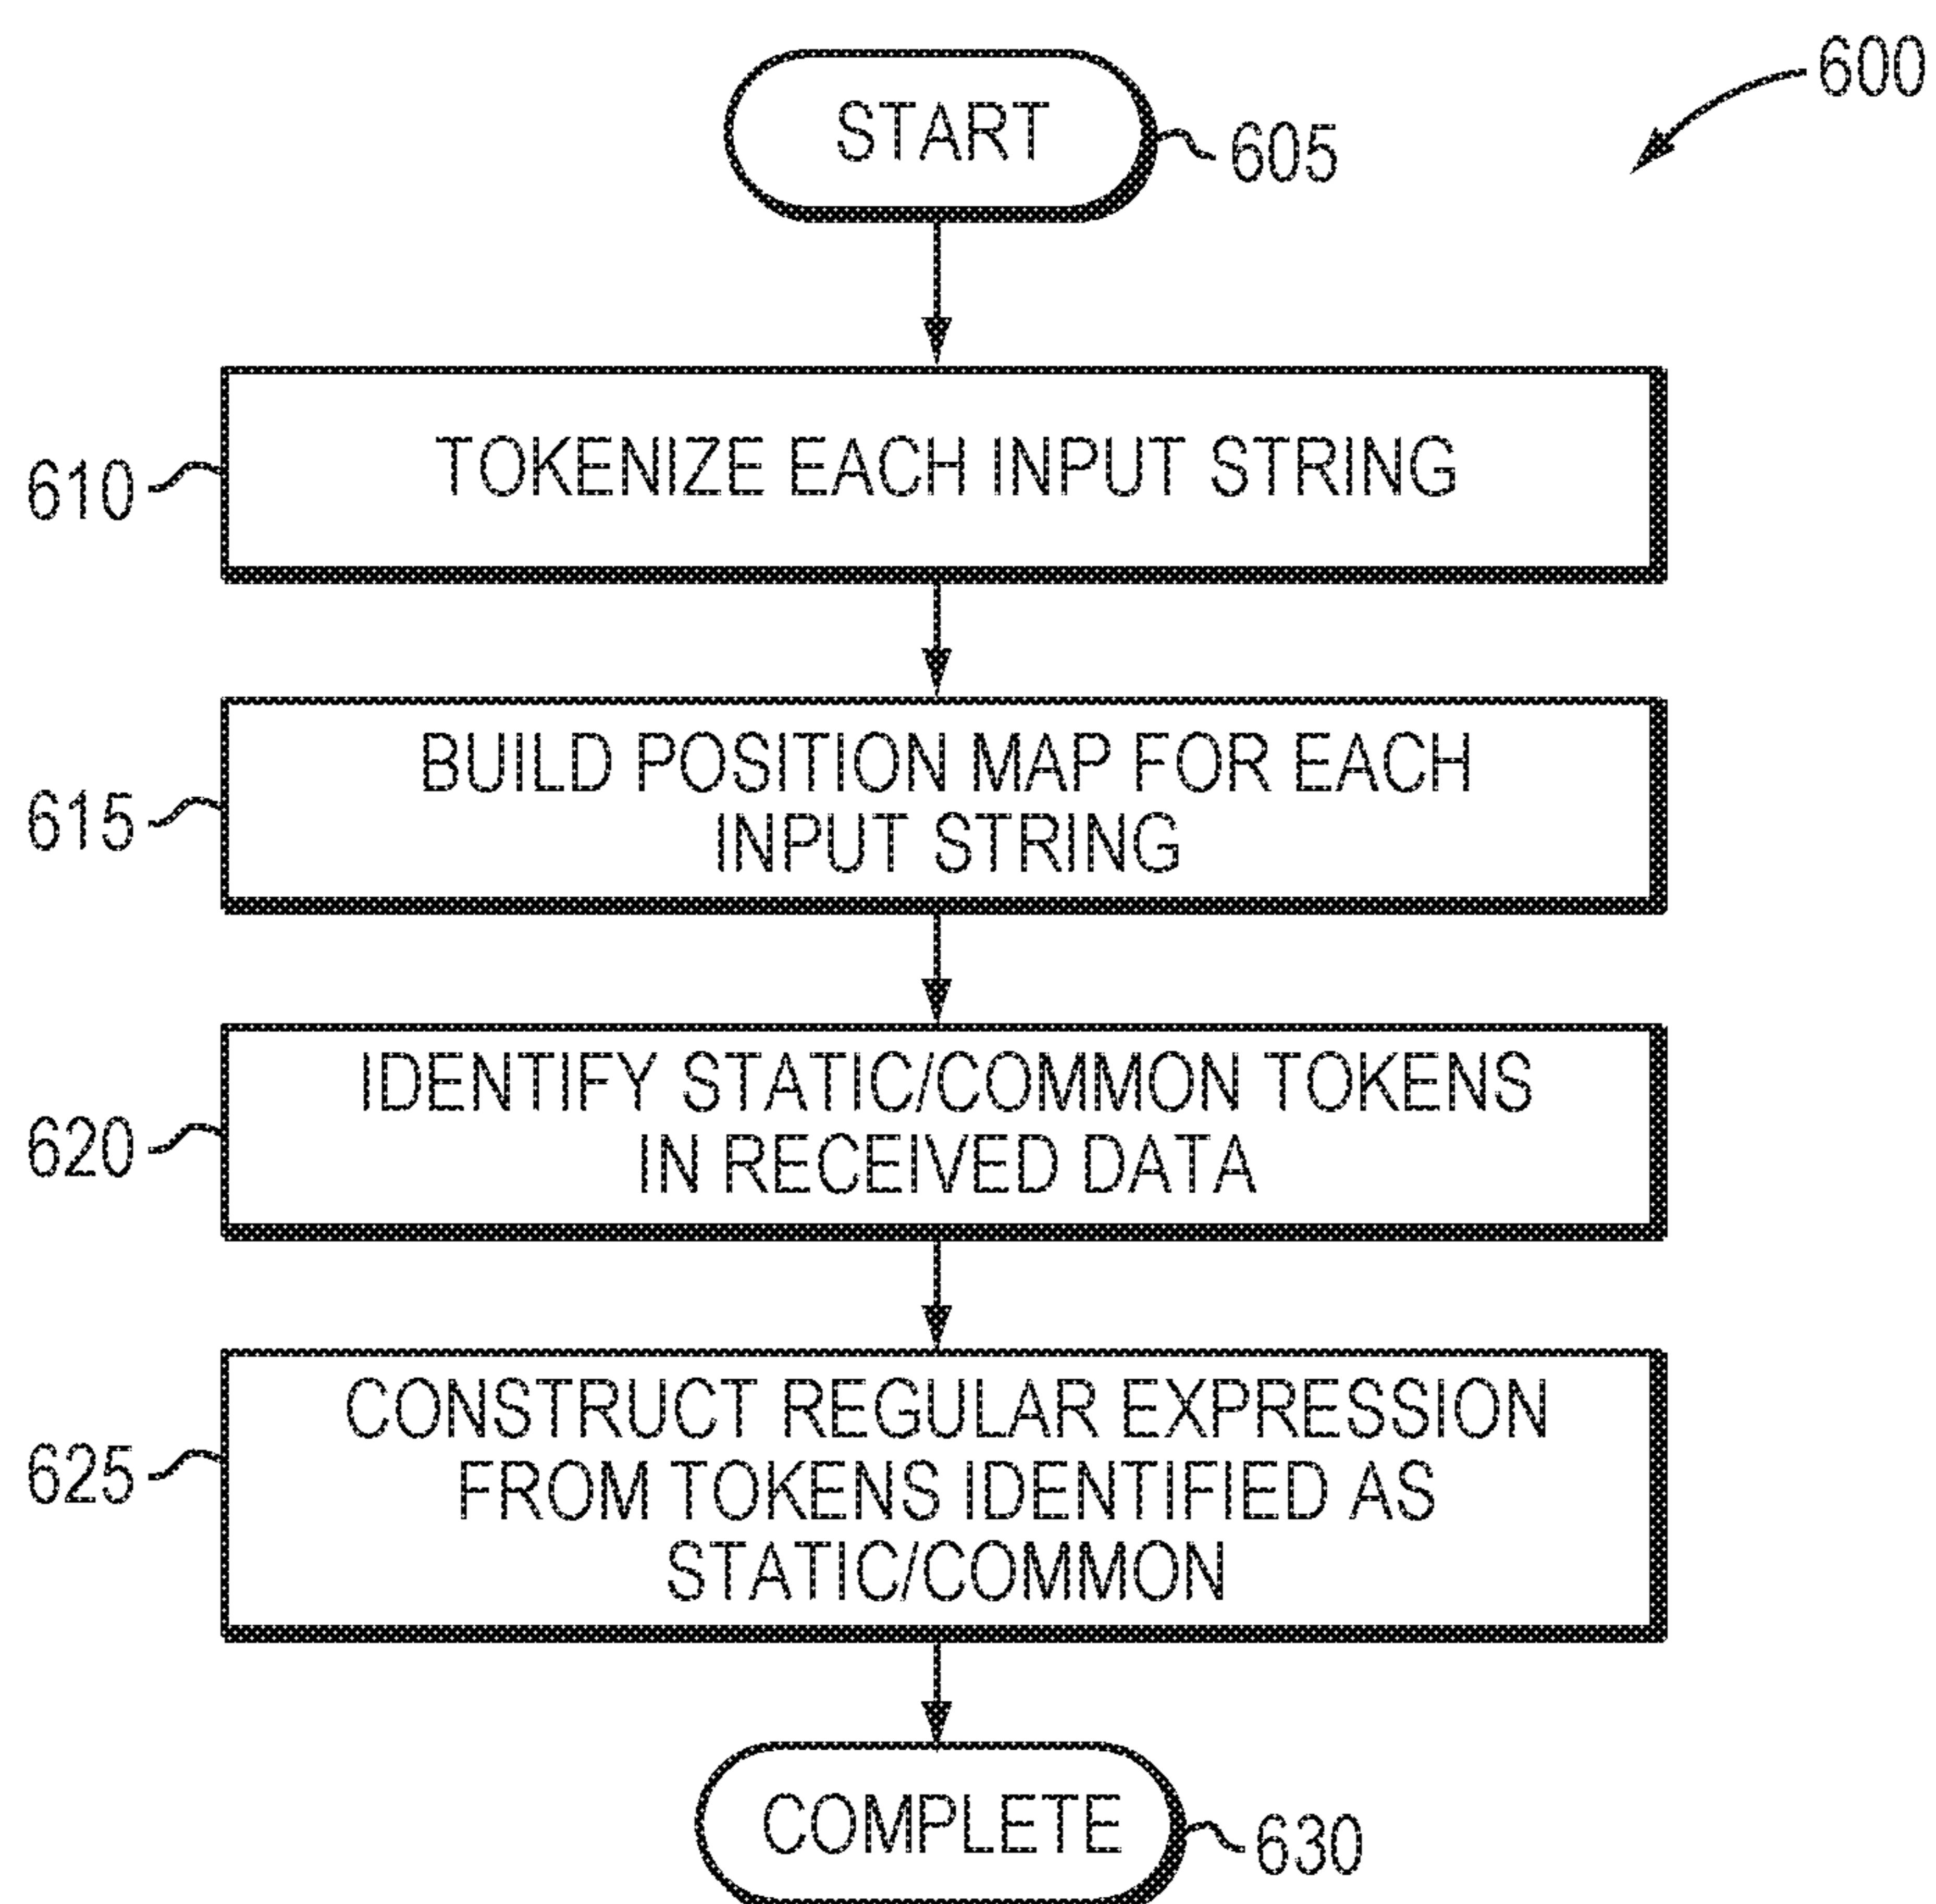 600
START
605
TOKENIZE EACH INPUT STRING
610
BUILD POSITION MAP FOR EACH
INPUT STRING
615
IDENTIFY STATIC/COMMON TOKENS
IN RECEIVED DATA
620
CONSTRUCT REGULAR EXPRESSION
FROM TOKENS IDENTIFIED AS
STATIC/COMMON
625
COMPLETE
630